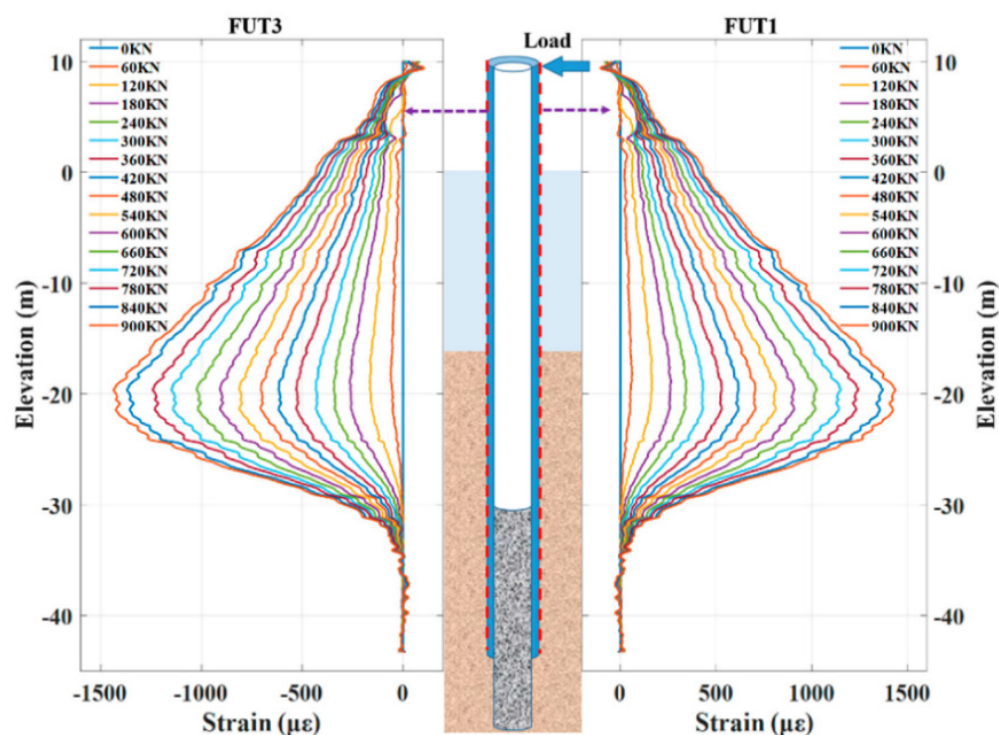 FUT3
0KN
60KN
120KN
180KN
240KN
300KN
360KN
420KN
480KN
540KN
600KN
660KN
720KN
780KN
840KN
900KN
10
0
-10
-20
-30
-40
Elevation (m)
-1500
-1000
-500
0
Strain (με)
Load
FUT1
0KN
60KN
120KN
180KN
240KN
300KN
360KN
420KN
480KN
540KN
600KN
660KN
720KN
780KN
840KN
900KN
10
0
-10
-20
-30
-40
Elevation (m)
0
500
1000
1500
Strain (με)